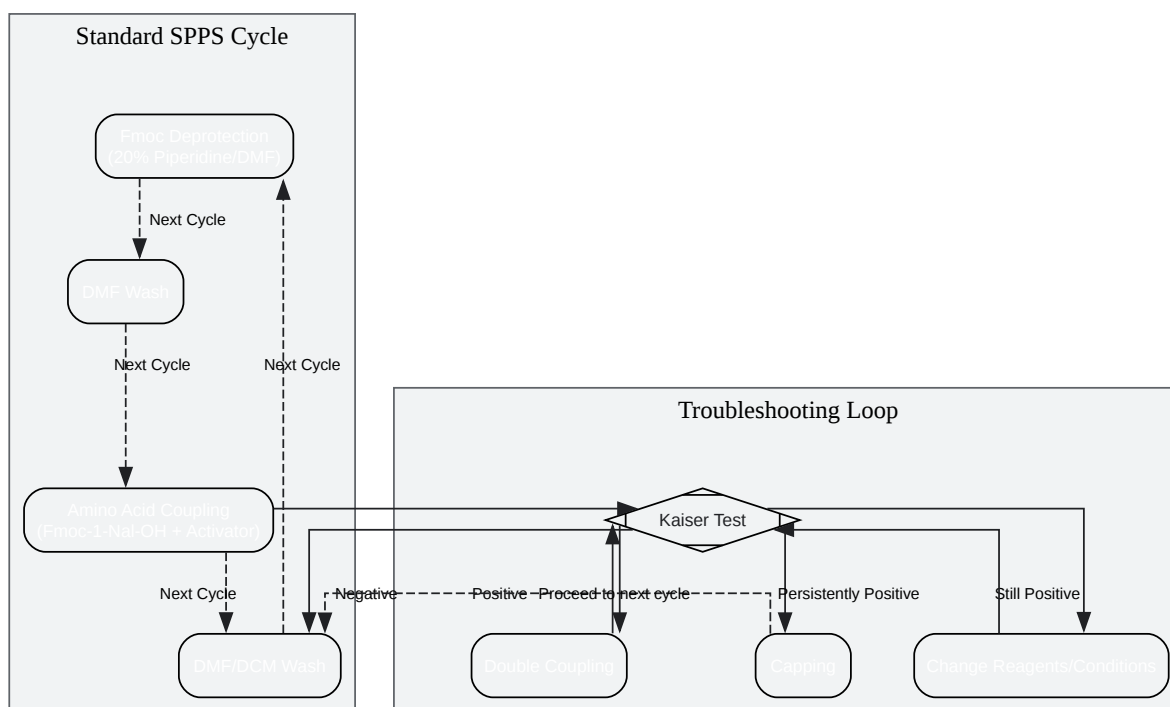 Standard SPPS Cycle
Fmoc Deprotection
(20% Piperidine/DMF)
Next Cycle
DMF Wash
Next Cycle
Next Cycle
Troubleshooting Loop
Amino Acid Coupling
(Fmoc-1-Nal-OH + Activator)
Kaiser Test
Next Cycle
Negative
Positive
Proceed to next cycle
Persistently Positive
Still Positive
DMF/DCM Wash
Double Coupling
Capping
Change Reagents/Conditions